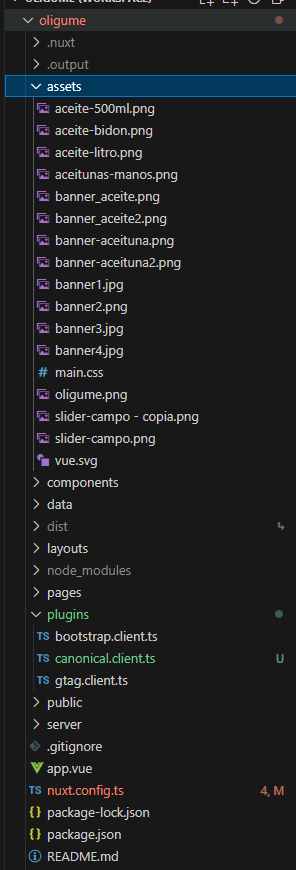 oligume
.nuxt
.output
assets
aceite-500ml.png
aceite-bidon.png
aceite-litro.png
aceitunas-manos.png
banner_aceite.png
banner_aceite2.png
banner-aceituna.png
banner-aceituna2.png
banner1.jpg
banner2.png
banner3.jpg
banner4.jpg
# main.css
oligume.png
slider-campo - copia.png
slider-campo.png
vue.svg
components
data
dist
layouts
node_modules
pages
plugins
TS bootstrap.client.ts
TS canonical.client.ts U
TS gtag.client.ts
public
server
.gitignore
app.vue
TS nuxt.config.ts 4, M
{} package-lock.json
{} package.json
README.md